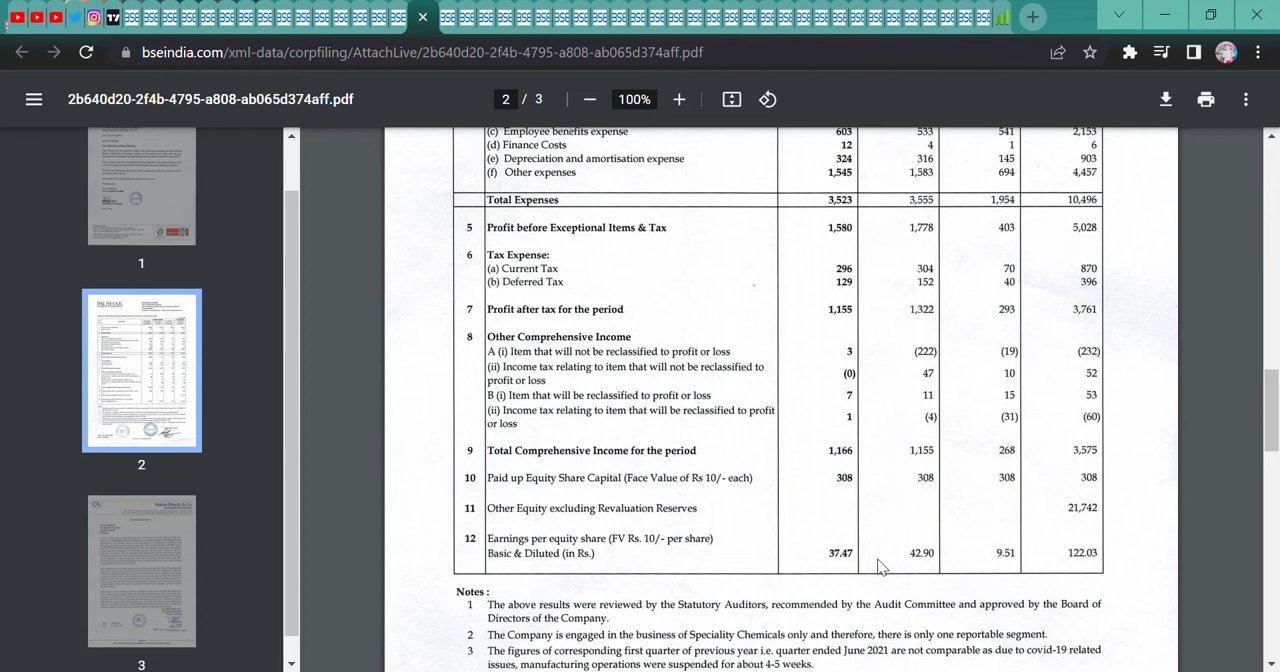 bseindia.com/xml-data/corpfiling/AttachLive/2b640d20-2f4b-4795-a808-ab065d374aff.pdf
2b640d20-2f4b-4795-a808-ab065d374aff.pdf 2 / 3 100%
(c) Employee benefits expense 603 533 541 2,153
(d) Finance Costs 12 4 1 6
(e) Depreciation and amortisation expense 324 316 145 903
(f) Other expenses 1,545 1,583 694 4,457
Total Expenses 3,523 3,555 1,954 10,496
5 Profit before Exceptional Items & Tax 1,580 1,778 403 5,028
6 Tax Expense:
(a) Current Tax 296 304 70 870
(b) Deferred Tax 129 152 40 396
7 Profit after tax for the period 1,155 1,322 293 3,761
8 Other Comprehensive Income
A (i) Item that will not be reclassified to profit or loss 3 (222) (19) (232)
(ii) Income tax relating to item that will not be reclassified to
profit or loss (0) 47 10 52
B (i) Item that will be reclassified to profit or loss 7 11 15 53
(ii) Income tax relating to item that will be reclassified to profit
or loss 1 (4) (31) (60)
9 Total Comprehensive Income for the period 1,166 1,155 268 3,575
10 Paid up Equity Share Capital (Face Value of Rs 10/- each) 308 308 308 308
11 Other Equity excluding Revaluation Reserves 21,742
12 Earnings per equity share (FV Rs. 10/- per share)
Basic & Diluted (in Rs.) 37.47 42.90 9.51 122.03
Notes :
1 The above results were reviewed by the Statutory Auditors, recommended by the Audit Committee and approved by the Board of
Directors of the Company.
2 The Company is engaged in the business of Speciality Chemicals only and therefore, there is only one reportable segment.
3 The figures of corresponding first quarter of previous year i.e. quarter ended June 2021 are not comparable as due to covid-19 related
issues, manufacturing operations were suspended for about 4-5 weeks.
1
2
3